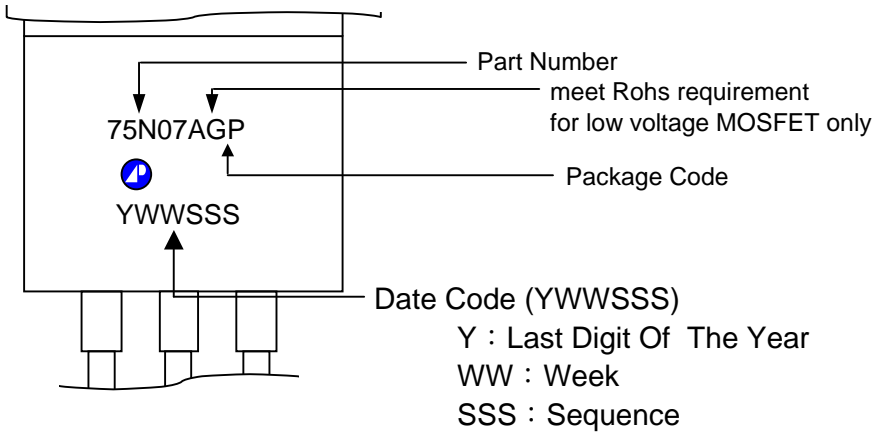 Part Number
meet Rohs requirement
for low voltage MOSFET only
75N07AGP
Package Code
YWWSSS
Date Code (YWWSSS)
Y：Last Digit Of The Year
WW：Week
SSS：Sequence